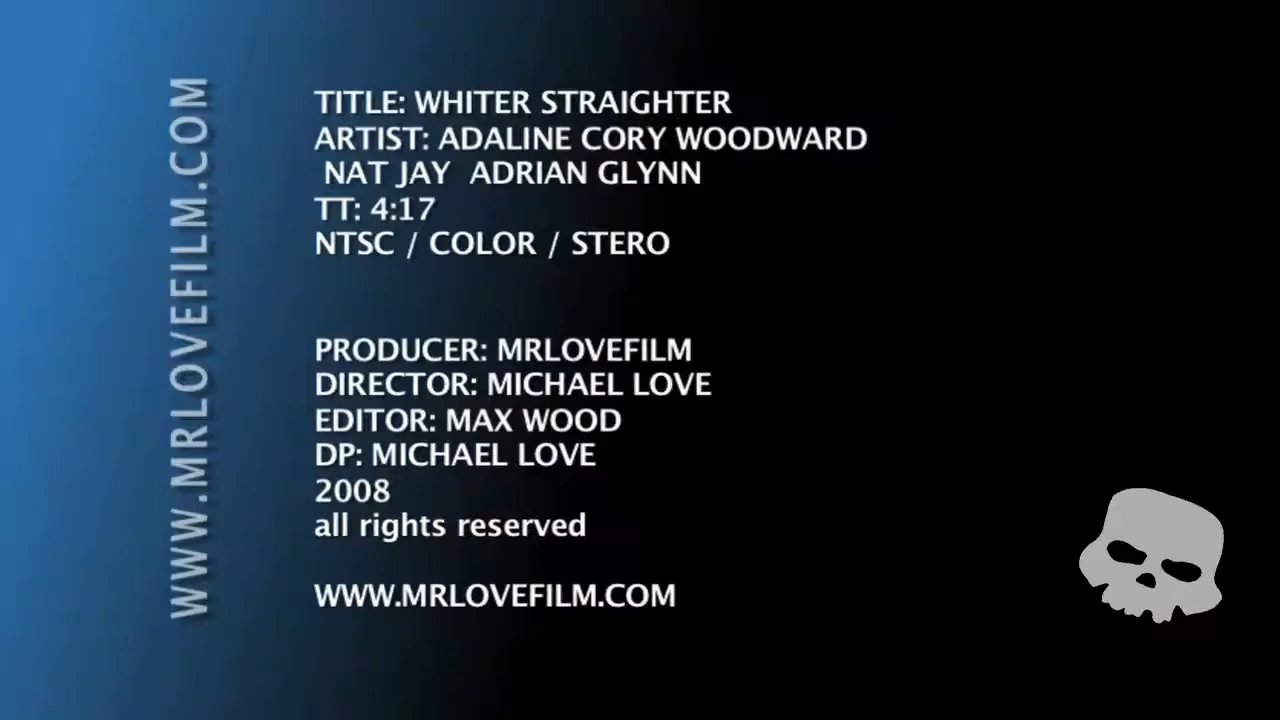 WWW.MRLOVEFILM.COM
TITLE: WHITER STRAIGHTER
ARTIST: ADALINE CORY WOODWARD
NAT JAY ADRIAN GLYNN
TT: 4:17
NTSC / COLOR / STERO
PRODUCER: MRLOVEFILM
DIRECTOR: MICHAEL LOVE
EDITOR: MAX WOOD
DP: MICHAEL LOVE
2008
all rights reserved
WWW.MRLOVEFILM.COM